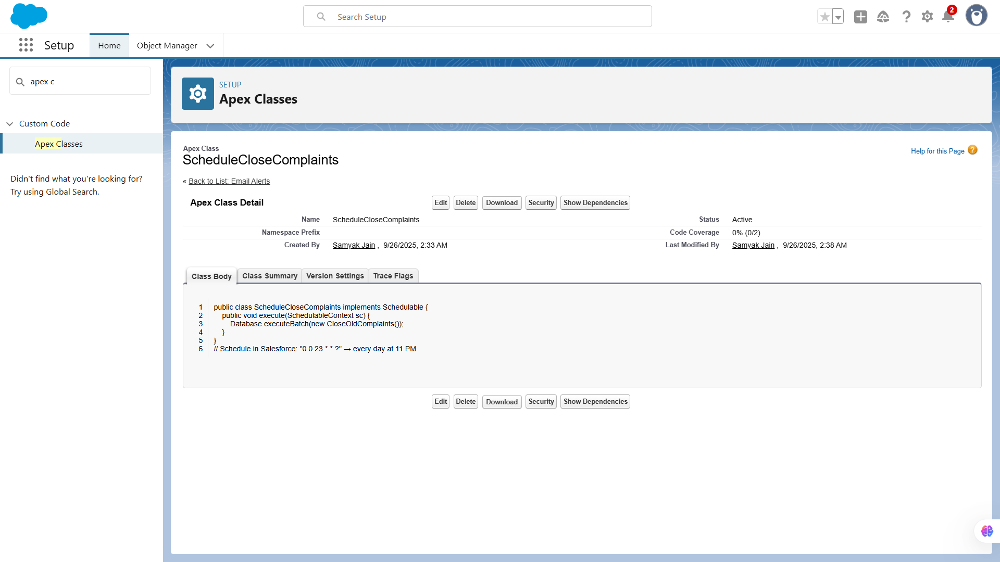 Search Setup
2
Setup
Home
Object Manager
apex c
Custom Code
Apex Classes
Didn't find what you're looking for?
Try using Global Search.
SETUP
Apex Classes
Apex Class
ScheduleCloseComplaints
Help for this Page ?
« Back to List: Email Alerts
Apex Class Detail
Edit Delete Download Security Show Dependencies
Name ScheduleCloseComplaints Status Active
Namespace Prefix Code Coverage 0% (0/2)
Created By Samyak Jain , 9/26/2025, 2:33 AM Last Modified By Samyak Jain , 9/26/2025, 2:38 AM
Class Body Class Summary Version Settings Trace Flags
1 public class ScheduleCloseComplaints implements Schedulable {
2 public void execute(SchedulableContext sc) {
3 Database.executeBatch(new CloseOldComplaints());
4 }
5 }
6 // Schedule in Salesforce: "0 0 23 * * ?" → every day at 11 PM
Edit Delete Download Security Show Dependencies